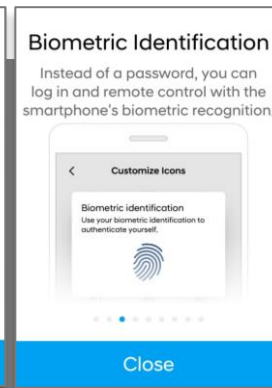 Biometric Identification
Instead of a password, you can
log in and remote control with the
smartphone's biometric recognition
Customize Icons
Biometric identification
Use your biometric identification to
authenticate yourself.
Close